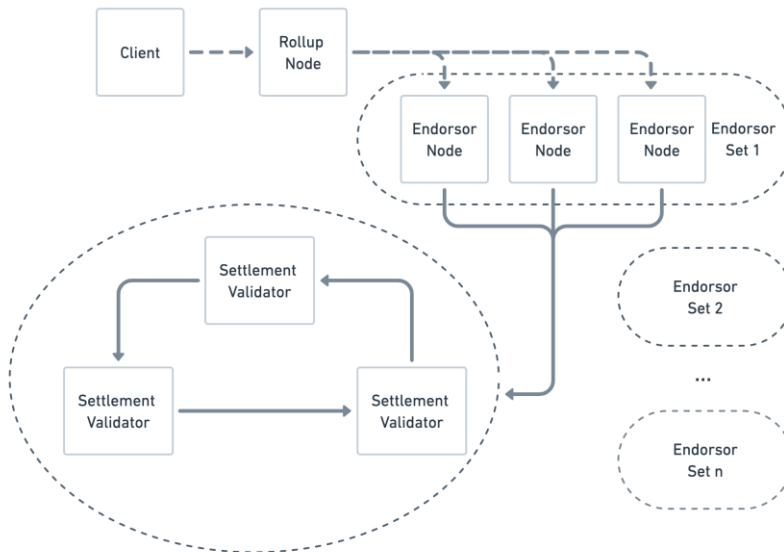 Client
Rollup
Node
Endorsor
Node
Endorsor
Node
Endorsor
Node
Endorsor
Set 1
Settlement
Validator
Endorsor
Set 2
Settlement
Validator
Settlement
Validator
...
Endorsor
Set n